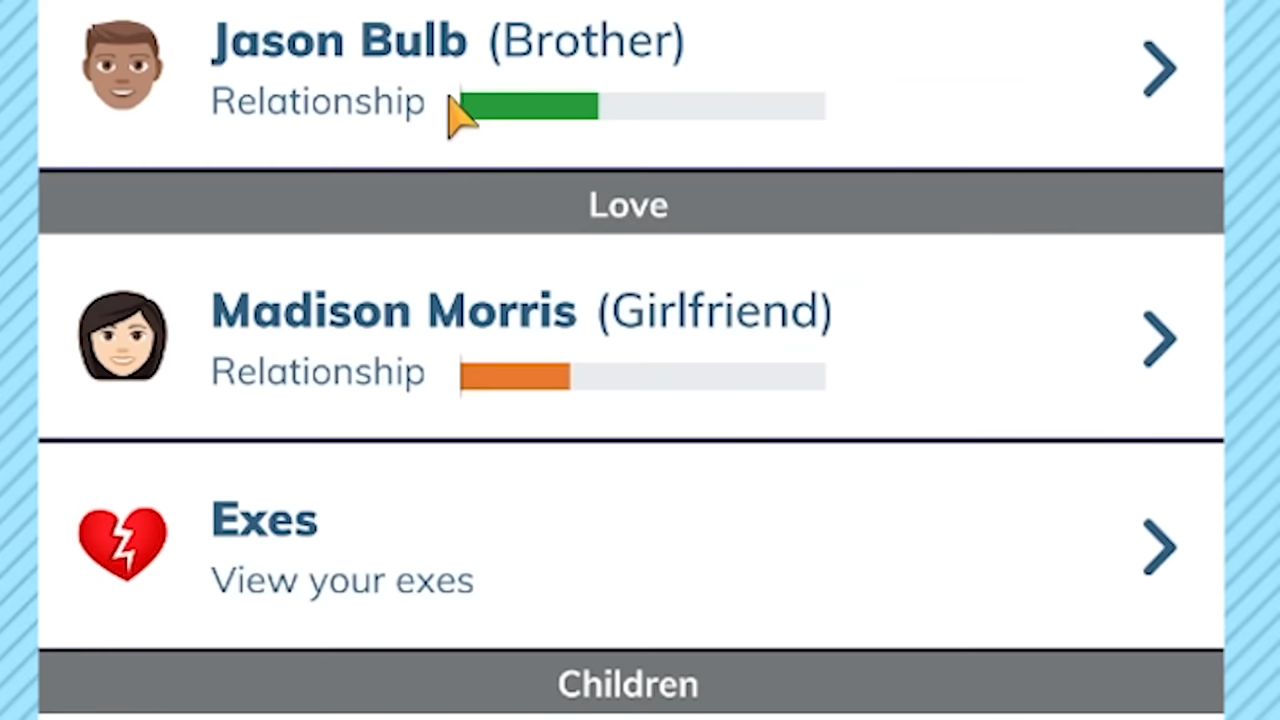 Jason Bulb (Brother)
Relationship
Love
Madison Morris (Girlfriend)
Relationship
Exes
View your exes
Children